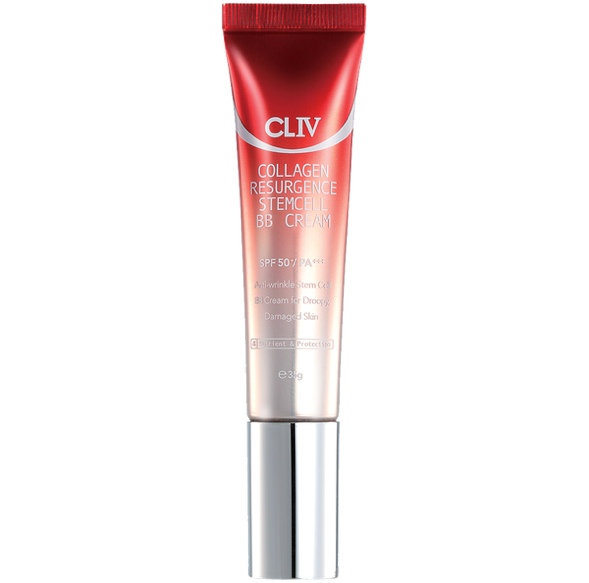 CLIV
COLLAGEN
RESURGENCE
STEMCELL
BB CREAM
SPF 50+/PA+++
Anti-wrinkle Stem Cell
BB Cream for Droopy
Damaged Skin
Nutrient & Protection